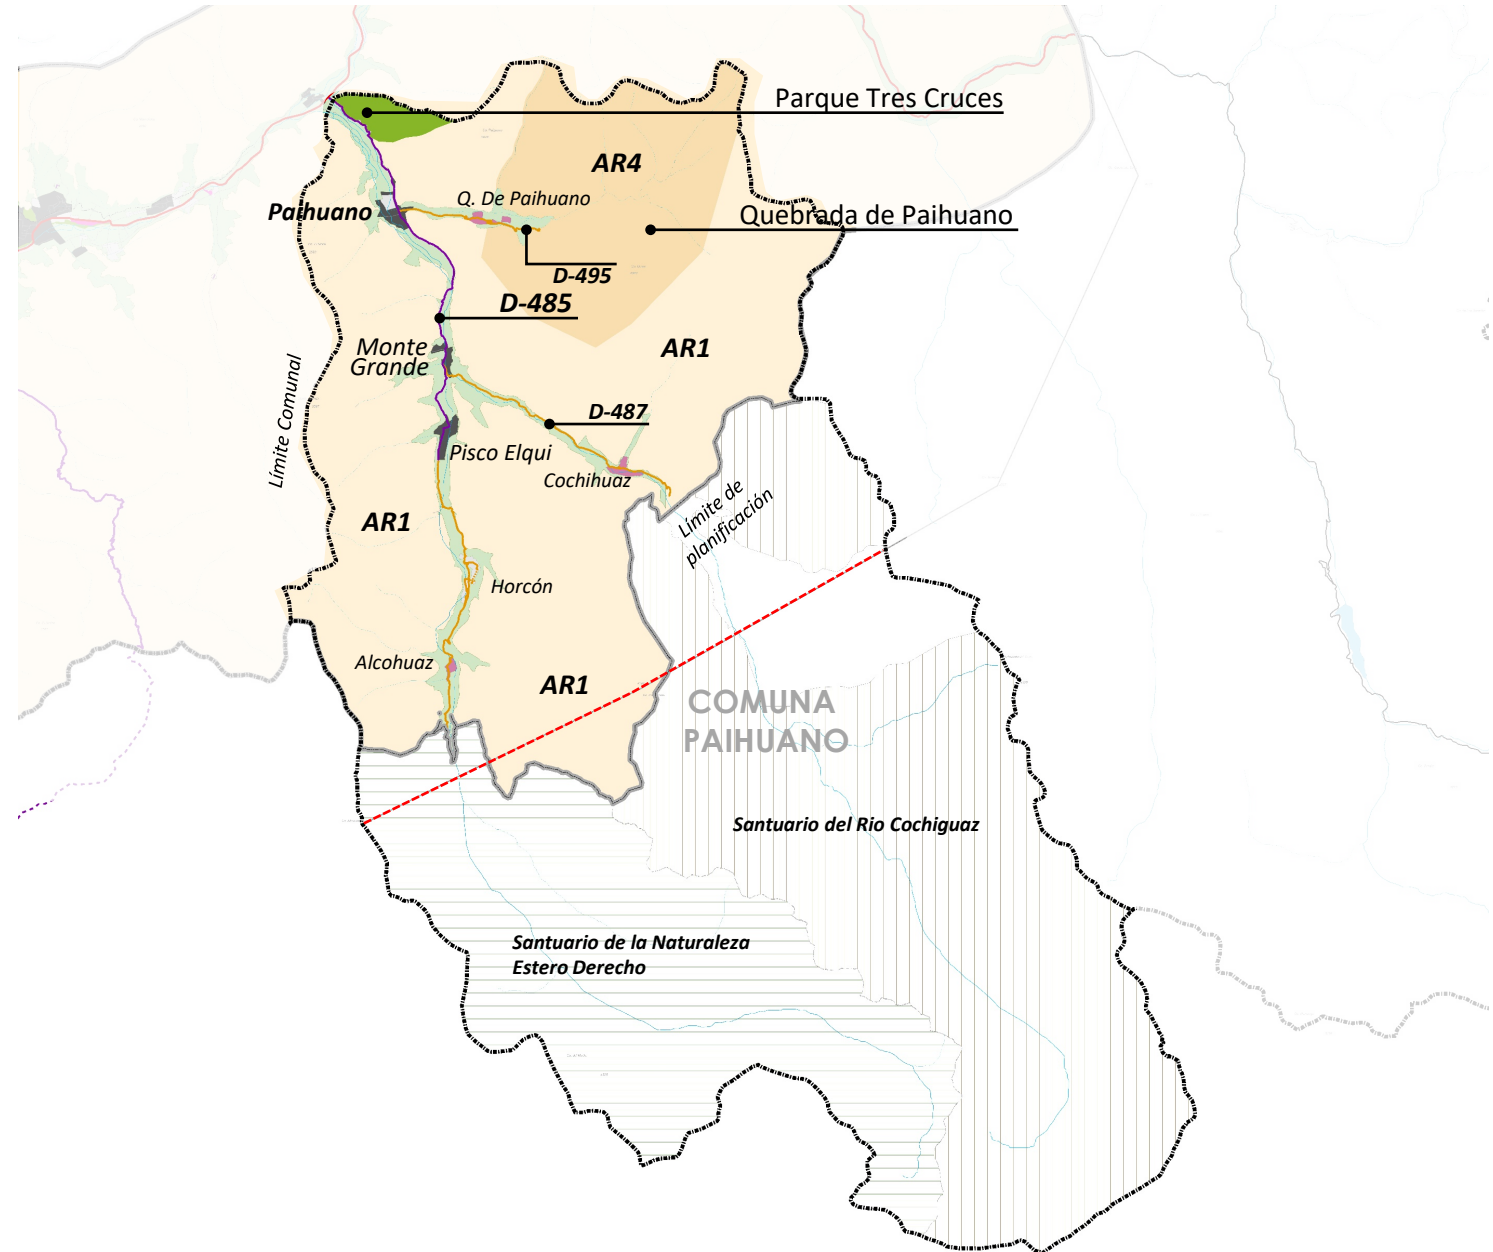 Parque Tres Cruces
AR4
Q. De Paihuano
Paihuano
Quebrada de Paihuano
D-495
D-485
Monte
Grande
AR1
Límite Comunal
D-487
Pisco Elqui
Cochihuaz
Límite de
planificación
AR1
Horcón
Alcohuaz
AR1
COMUNA
PAIHUANO
Santuario del Rio Cochiguaz
Santuario de la Naturaleza
Estero Derecho